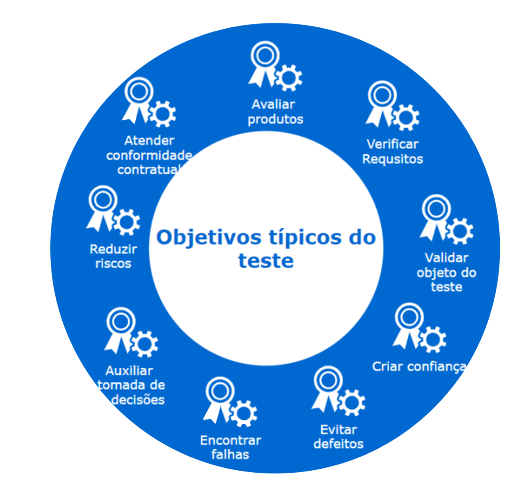 Avaliar
produtos
Verificar
Requsitos
Validar
objeto do
teste
Criar confiança
Evitar
defeitos
Encontrar
falhas
Auxiliar
tomada de
decisões
Reduzir
riscos
Atender
conformidade
contratual
Objetivos típicos do
teste